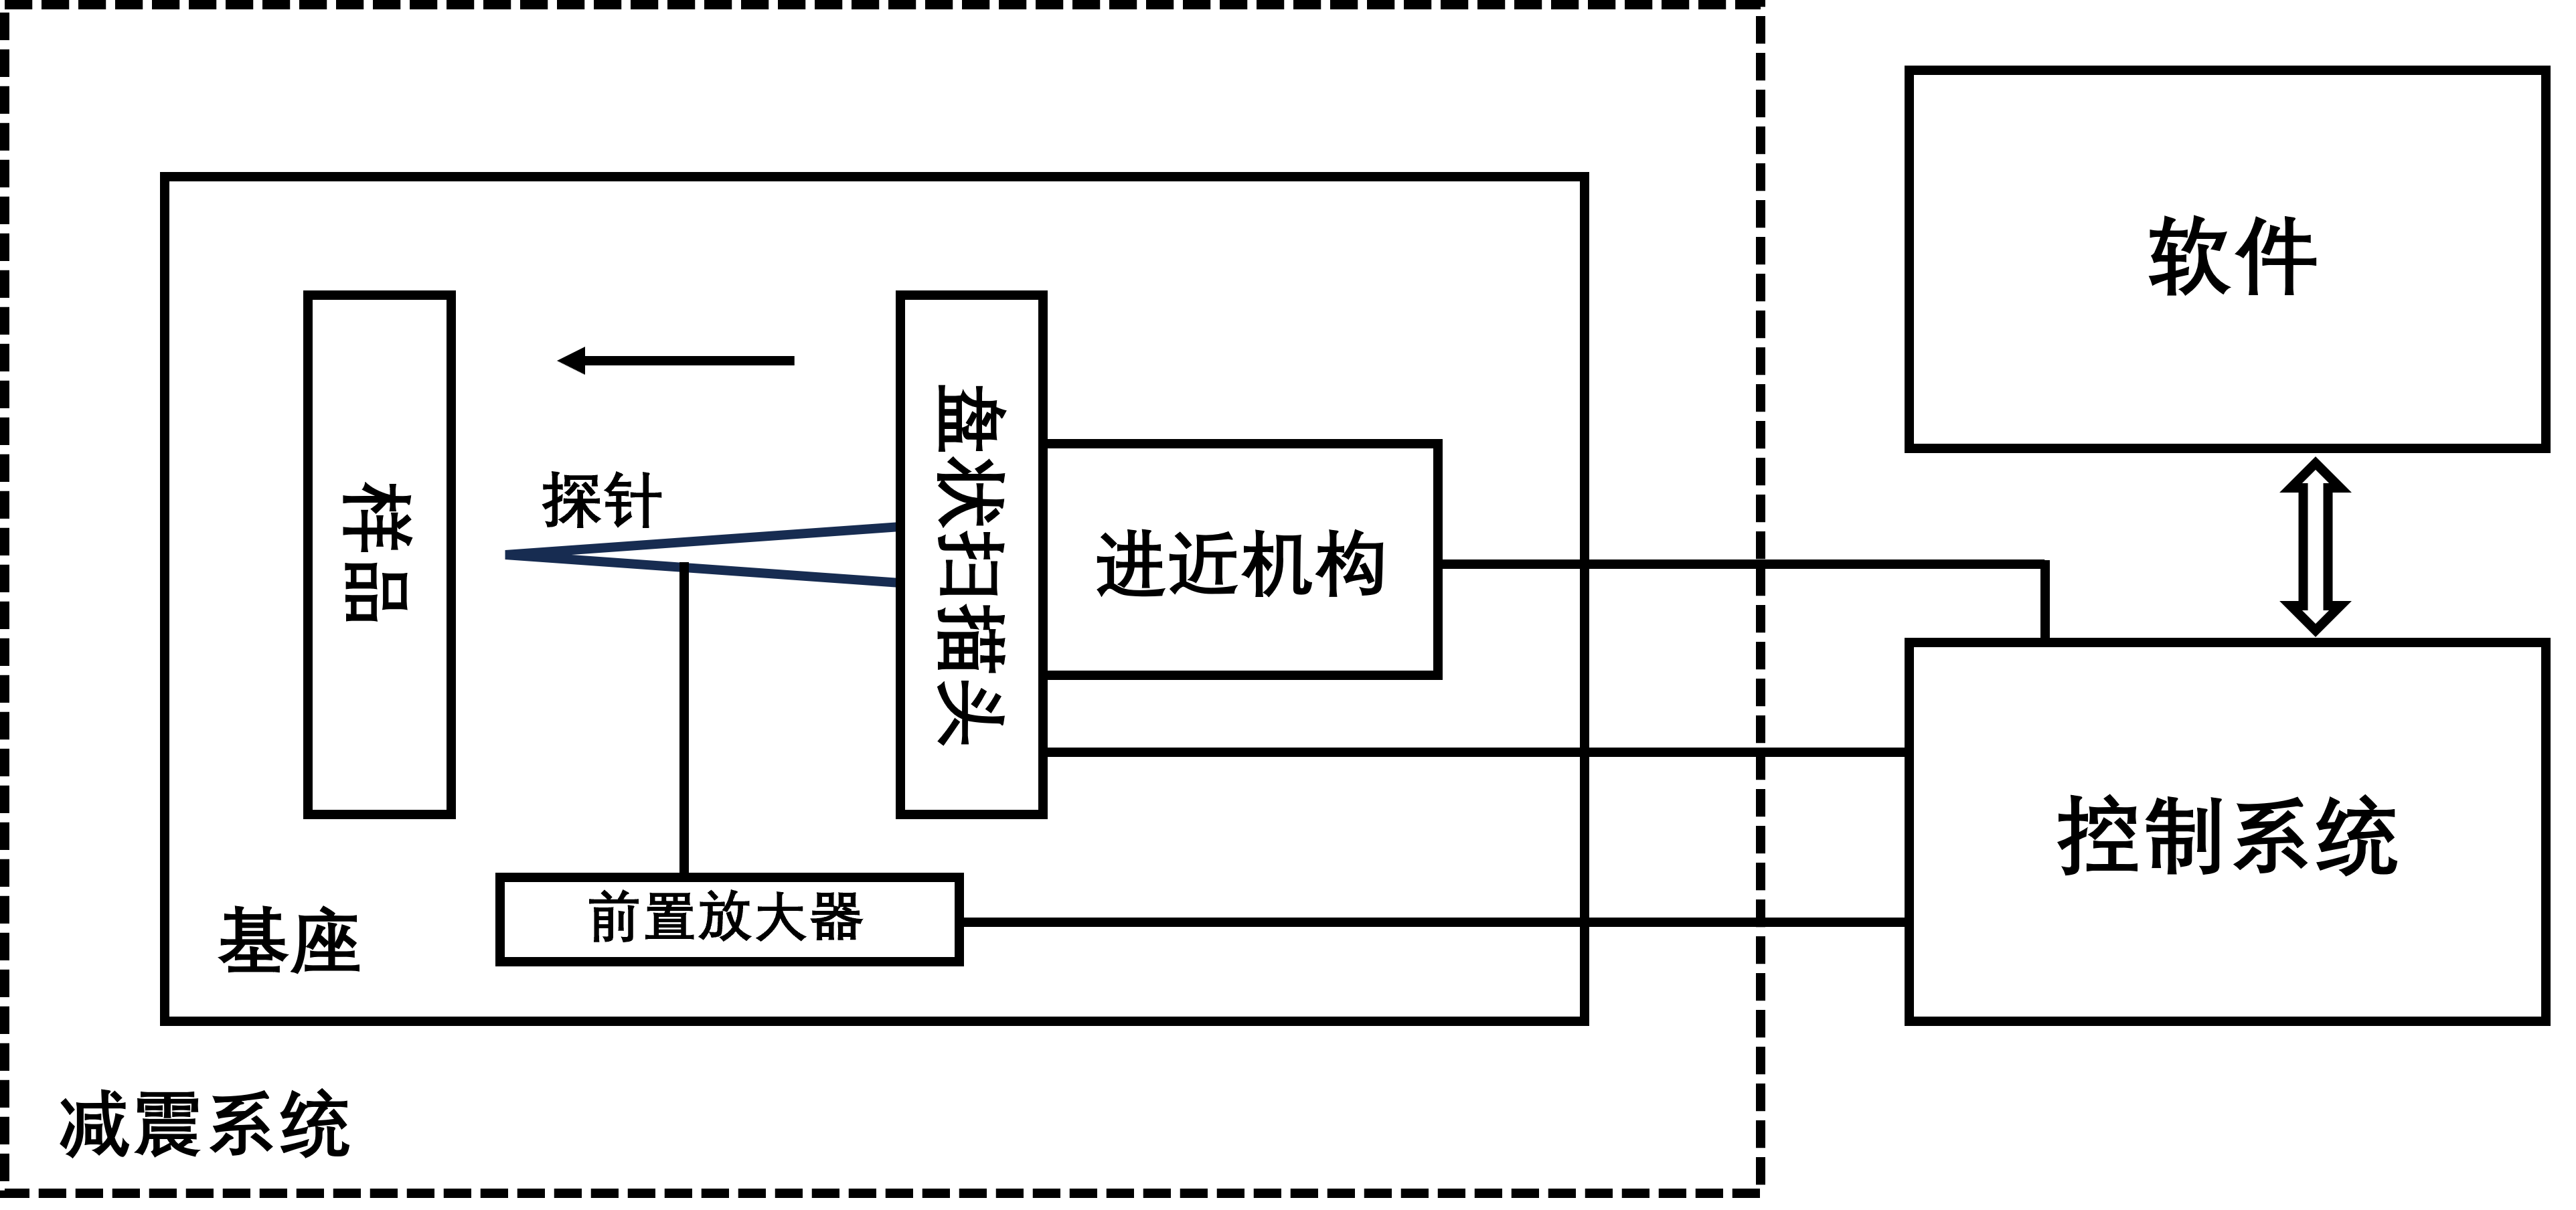 软件
样品
探针
盘状扫描头
进近机构
控制系统
前置放大器
基座
减震系统